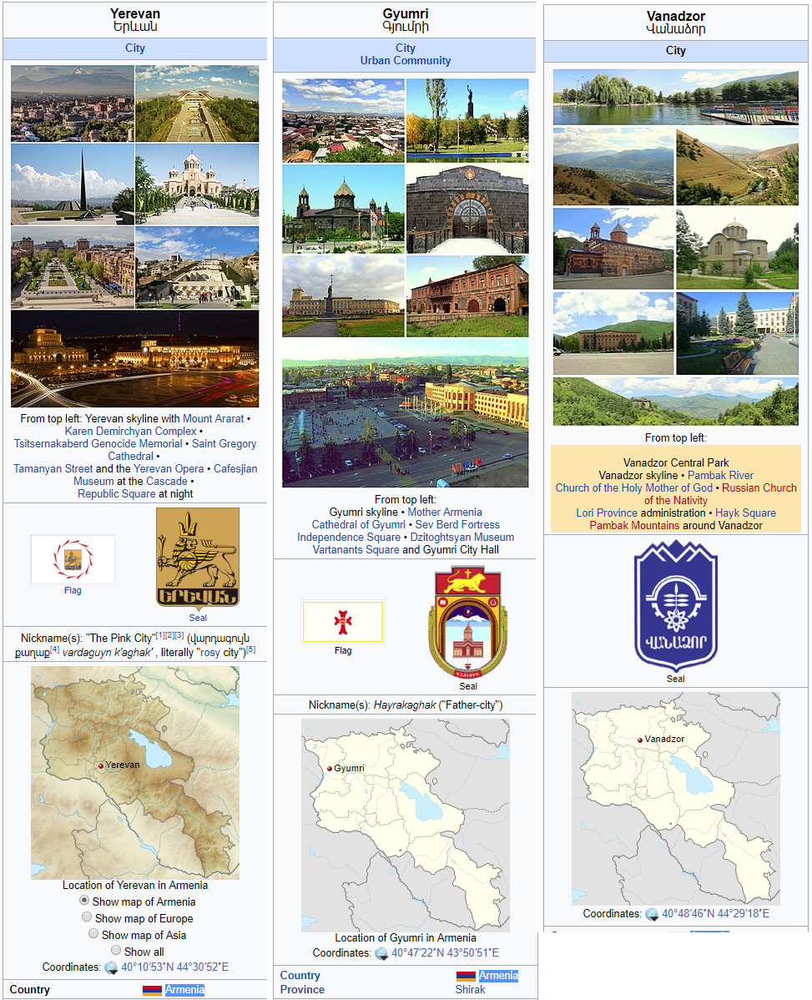 Yerevan
Երևան
City
From top left: Yerevan skyline with Mount Ararat •
Karen Demirchyan Complex •
Tsitsernakaberd Genocide Memorial • Saint Gregory
Cathedral •
Tamanyan Street and the Yerevan Opera • Cafesjian
Museum at the Cascade •
Republic Square at night
Flag
ԵՐԵՎԱՆ
Seal
Nickname(s): "The Pink City"[1][2][3] (վարդագույն
քաղաք[4] vardaguyn k'aghak' , literally "rosy city")[5]
Yerevan
Location of Yerevan in Armenia
Show map of Armenia
Show map of Europe
Show map of Asia
Show all
Coordinates: 40°10′53″N 44°30′52″E
Country Armenia
Gyumri
Գյումրի
City
Urban Community
From top left:
Gyumri skyline • Mother Armenia
Cathedral of Gyumri • Sev Berd Fortress
Independence Square • Dzitoghtsyan Museum
Vartanants Square and Gyumri City Hall
Flag
ԳՅՈՒՄՐԻ
Seal
Nickname(s): Hayrakaghak ("Father-city")
Gyumri
Location of Gyumri in Armenia
Coordinates: 40°47′22″N 43°50′51″E
Country Armenia
Province Shirak
Vanadzor
Վանաձոր
City
From top left:
Vanadzor Central Park
Vanadzor skyline • Pambak River
Church of the Holy Mother of God • Russian Church
of the Nativity
Lori Province administration • Hayk Square
Pambak Mountains around Vanadzor
ՎԱՆԱՁՈՐ
Seal
Vanadzor
Coordinates: 40°48′46″N 44°29′18″E